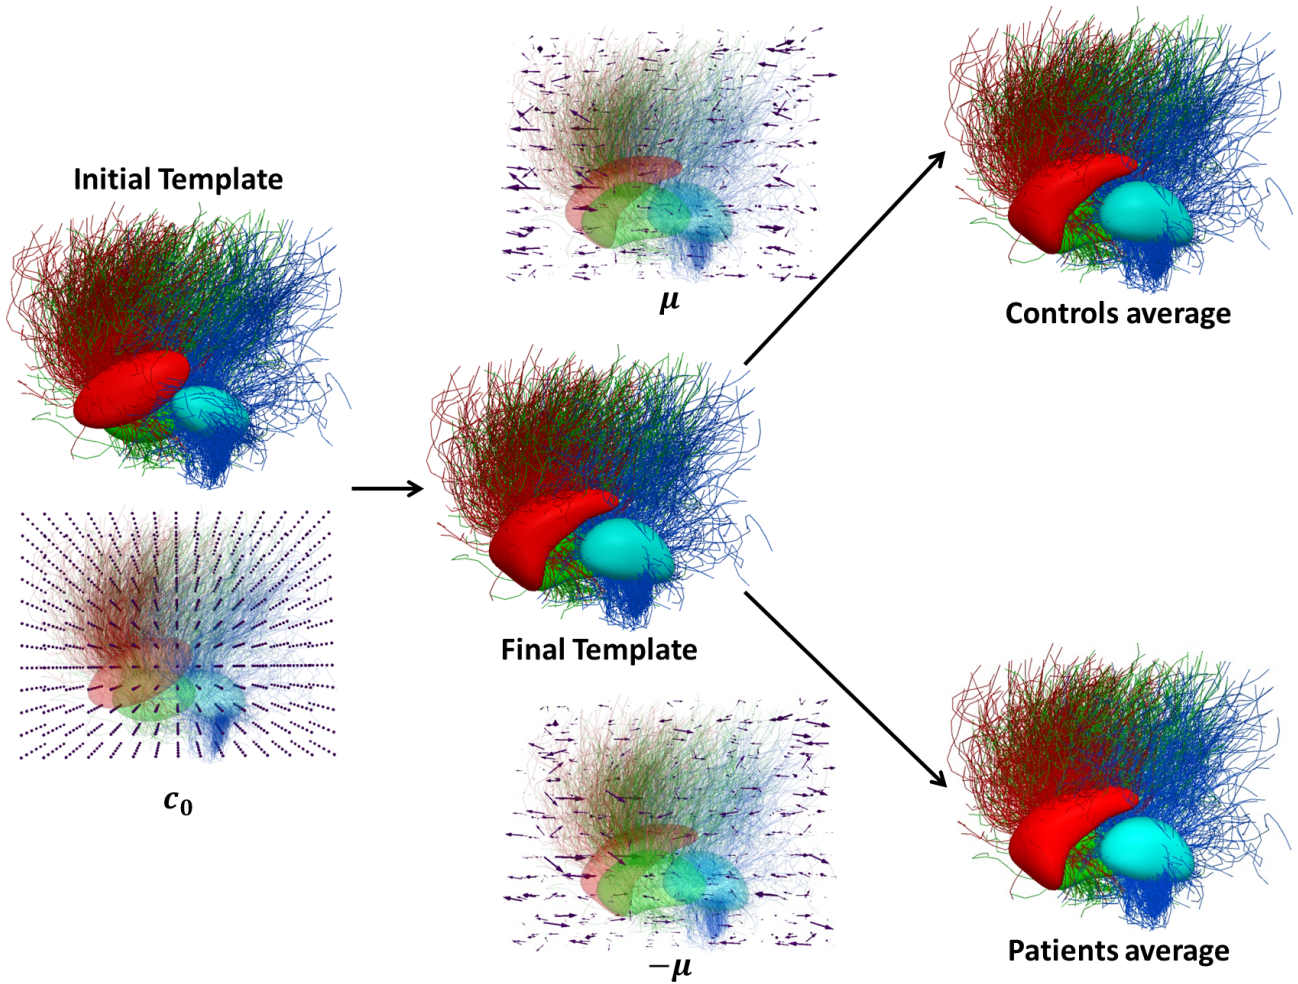 Initial Template
c₀
μ
Final Template
−μ
Controls average
Patients average